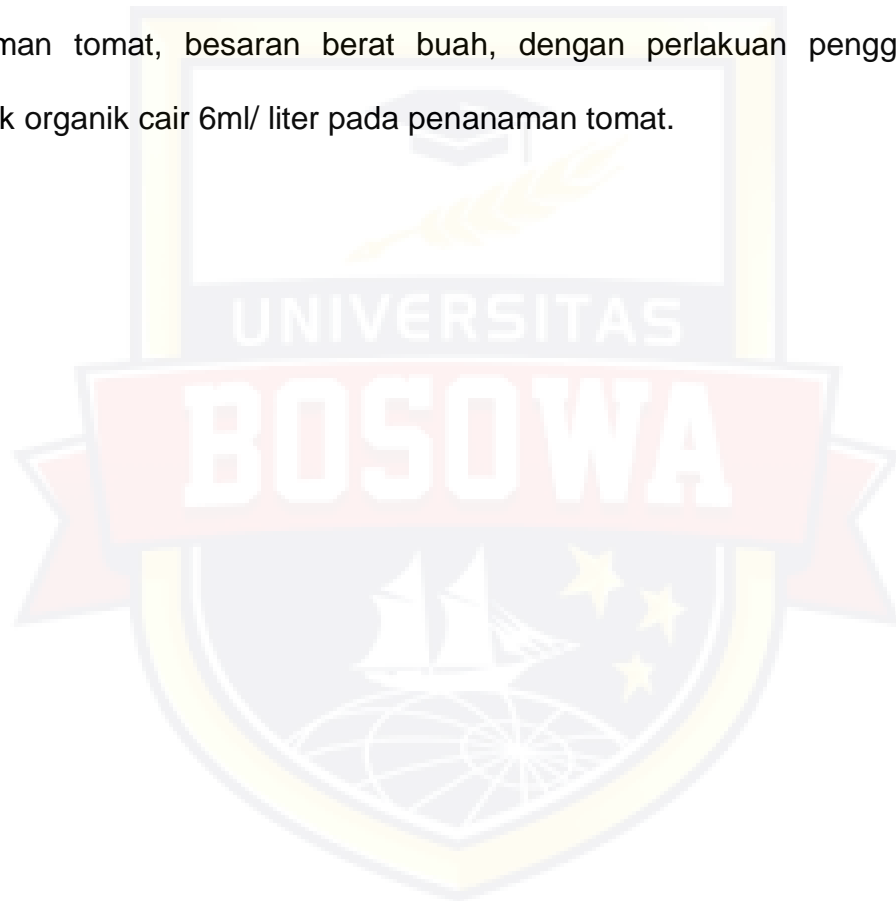 man tomat, besaran berat buah, dengan perlakuan pengg
k organik cair 6ml/ liter pada penanaman tomat.
UNIVERSITAS
BOSOWA